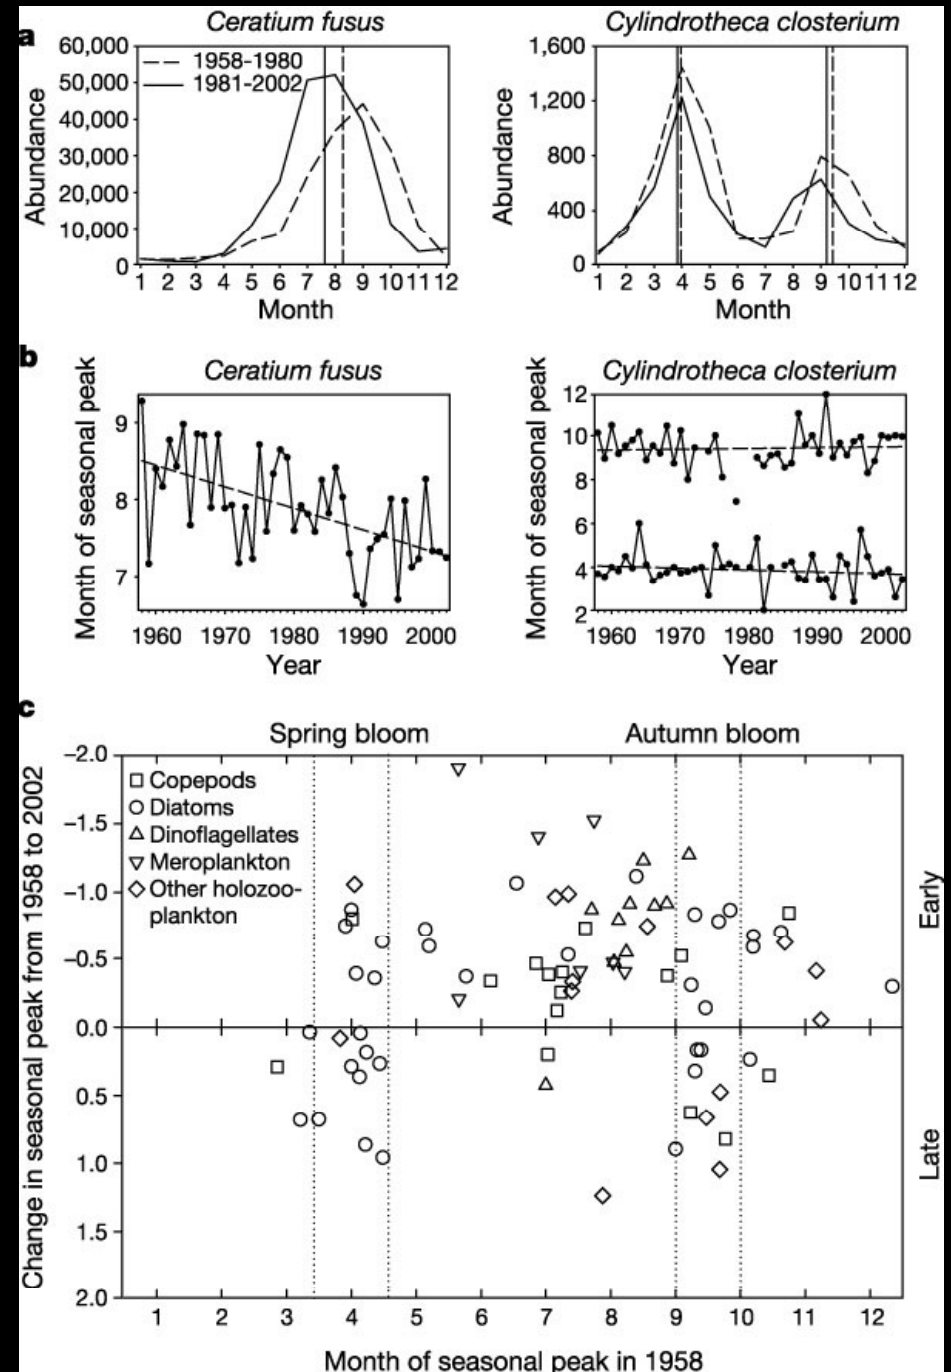 a
Ceratium fusus
Cylindrotheca closterium
60,000
50,000
40,000
30,000
20,000
10,000
0
Abundance
1958–1980
1981–2002
1 2 3 4 5 6 7 8 9 10 11 12
Month
1,600
1,200
800
400
0
Abundance
1 2 3 4 5 6 7 8 9 10 11 12
Month
b
Ceratium fusus
Cylindrotheca closterium
Month of seasonal peak
9
8
7
1960 1970 1980 1990 2000
Year
Month of seasonal peak
12
10
8
6
4
2
1960 1970 1980 1990 2000
Year
c
Spring bloom
Autumn bloom
Change in seasonal peak from 1958 to 2002
–2.0
–1.5
–1.0
–0.5
0.0
0.5
1.0
1.5
2.0
Copepods
Diatoms
Dinoflagellates
Meroplankton
Other holozoo-
plankton
Early
Late
1 2 3 4 5 6 7 8 9 10 11 12
Month of seasonal peak in 1958